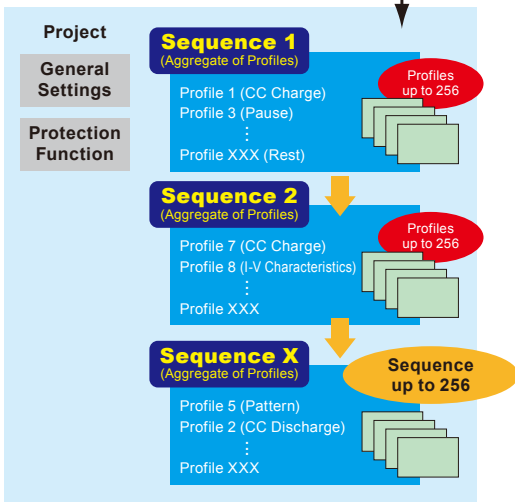 Project
General
Settings
Protection
Function
Sequence 1
(Aggregate of Profiles)
Profiles
up to 256
Profile 1 (CC Charge)
Profile 3 (Pause)
⋮
Profile XXX (Rest)
Sequence 2
(Aggregate of Profiles)
Profiles
up to 256
Profile 7 (CC Charge)
Profile 8 (I-V Characteristics)
⋮
Profile XXX
Sequence X
(Aggregate of Profiles)
Sequence
up to 256
Profile 5 (Pattern)
Profile 2 (CC Discharge)
⋮
Profile XXX